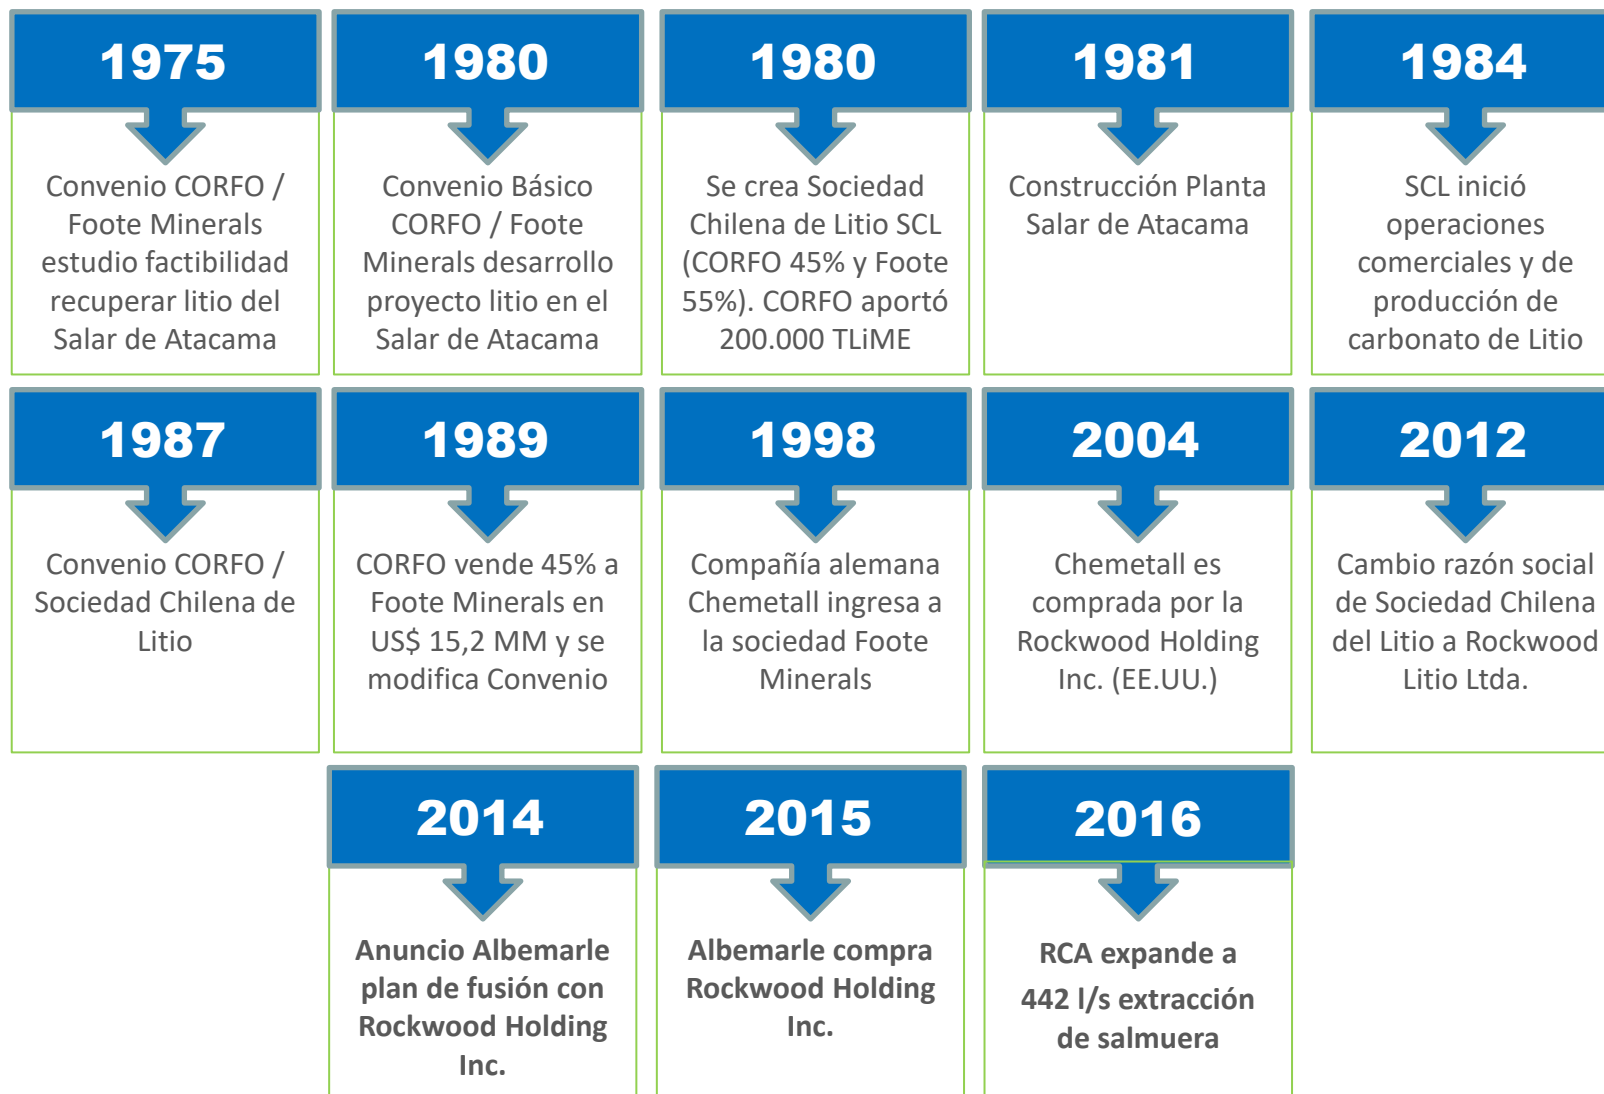 1975
Convenio CORFO /
Foote Minerals
estudio factibilidad
recuperar litio del
Salar de Atacama
1980
Convenio Básico
CORFO / Foote
Minerals desarrollo
proyecto litio en el
Salar de Atacama
1980
Se crea Sociedad
Chilena de Litio SCL
(CORFO 45% y Foote
55%). CORFO aportó
200.000 TLiME
1981
Construcción Planta
Salar de Atacama
1984
SCL inició
operaciones
comerciales y de
producción de
carbonato de Litio
1987
Convenio CORFO /
Sociedad Chilena de
Litio
1989
CORFO vende 45% a
Foote Minerals en
US$ 15,2 MM y se
modifica Convenio
1998
Compañía alemana
Chemetall ingresa a
la sociedad Foote
Minerals
2004
Chemetall es
comprada por la
Rockwood Holding
Inc. (EE.UU.)
2012
Cambio razón social
de Sociedad Chilena
del Litio a Rockwood
Litio Ltda.
2014
Anuncio Albemarle
plan de fusión con
Rockwood Holding
Inc.
2015
Albemarle compra
Rockwood Holding
Inc.
2016
RCA expande a
442 l/s extracción
de salmuera